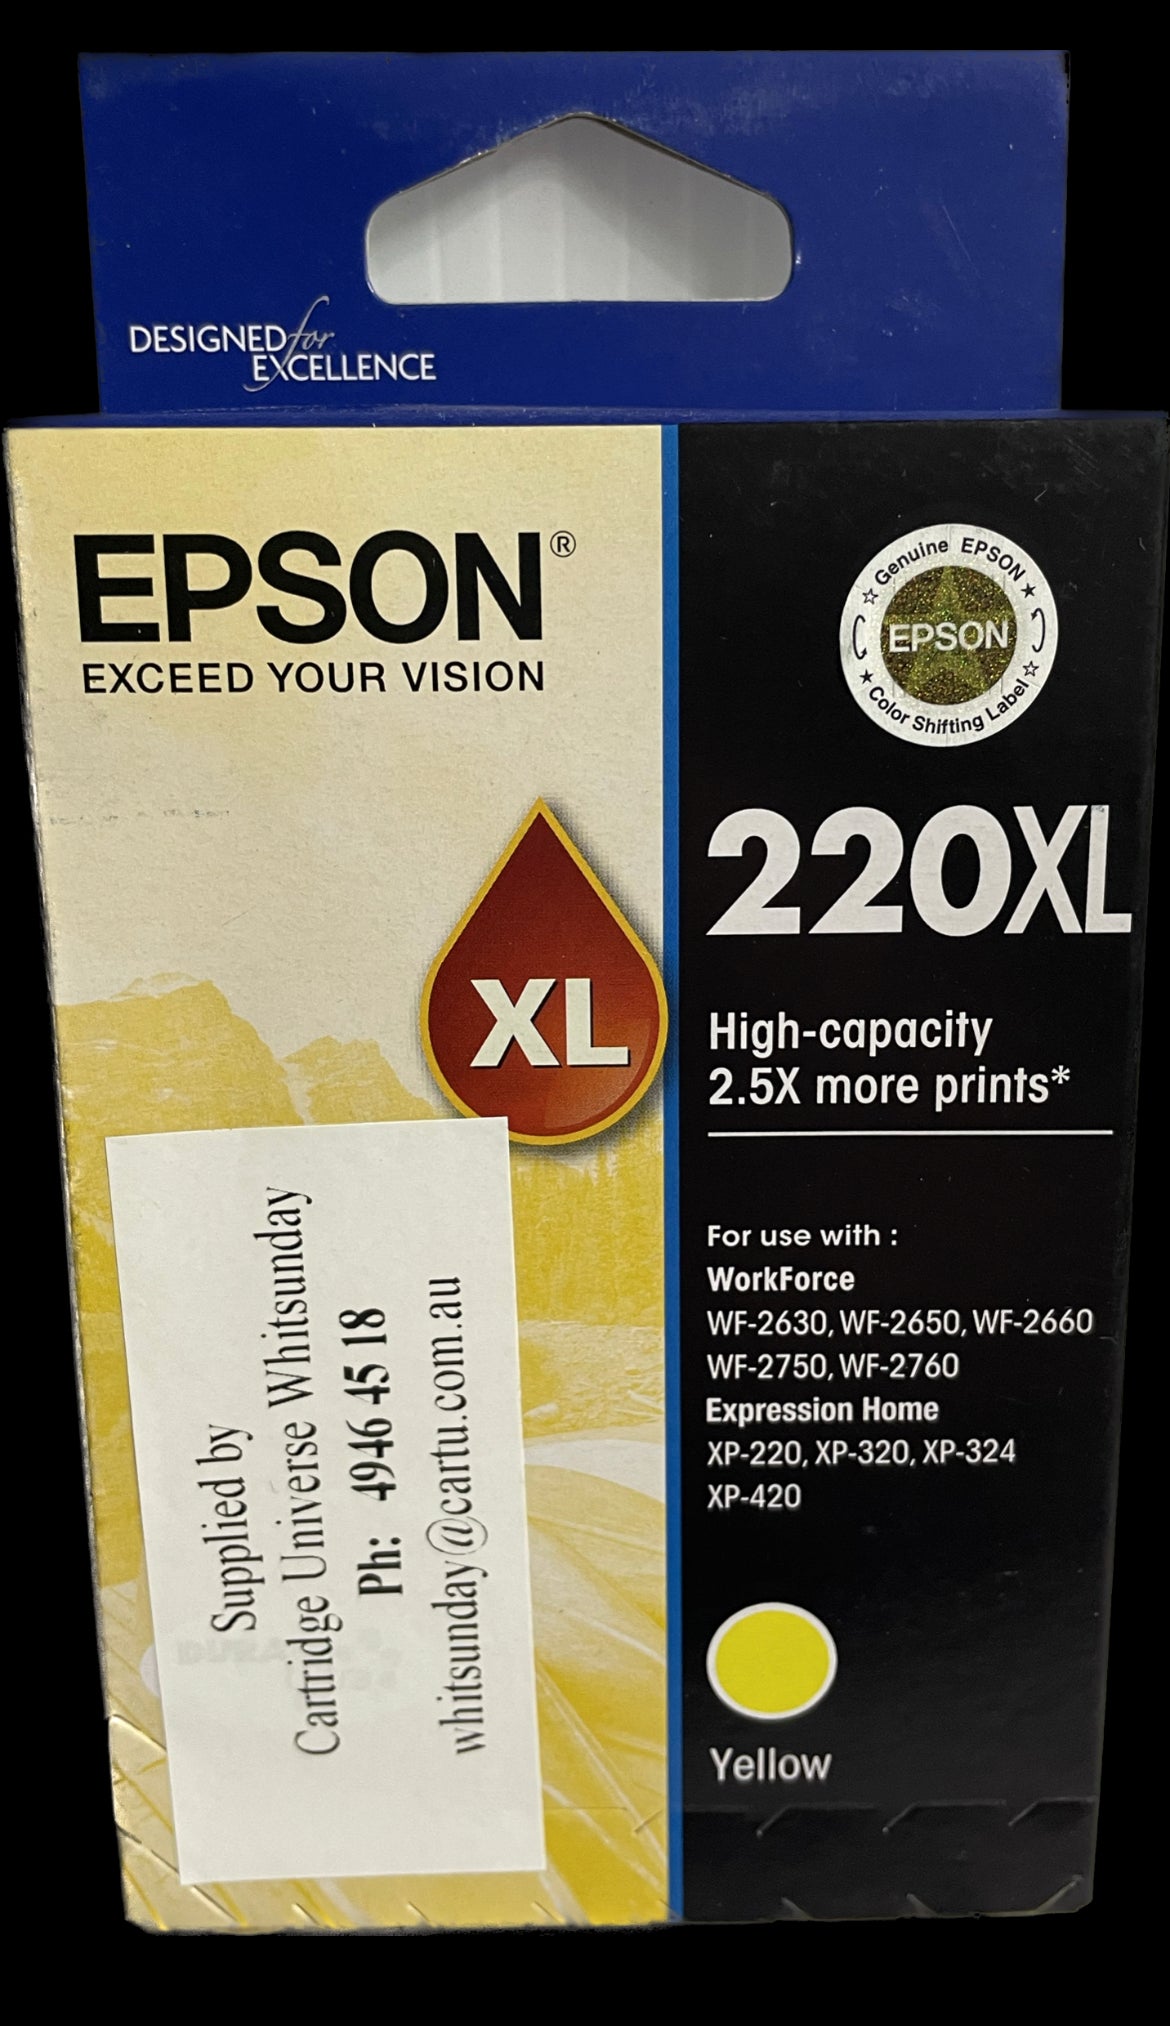 DESIGNED for
EXCELLENCE
EPSON®
EXCEED YOUR VISION
Genuine EPSON
EPSON
Color Shifting Label
220XL
XL
High-capacity
2.5X more prints*
For use with :
WorkForce
WF-2630, WF-2650, WF-2660
WF-2750, WF-2760
Expression Home
XP-220, XP-320, XP-324
XP-420
Yellow
Supplied by
Cartridge Universe Whitsunday
Ph: 4946 45 18
whitsunday@cartu.com.au